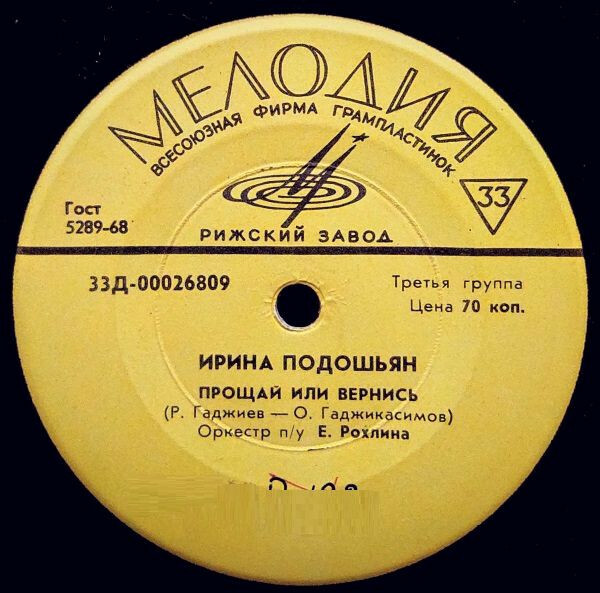 МЕЛОДИЯ
ВСЕСОЮЗНАЯ ФИРМА ГРАМПЛАСТИНОК
33
Гост
5289-68
РИЖСКИЙ ЗАВОД
33Д-00026809
Третья группа
Цена 70 коп.
ИРИНА ПОДОШЬЯН
ПРОЩАЙ ИЛИ ВЕРНИСЬ
(Р. Гаджиев — О. Гаджикасимов)
Оркестр п/у Е. Рохлина